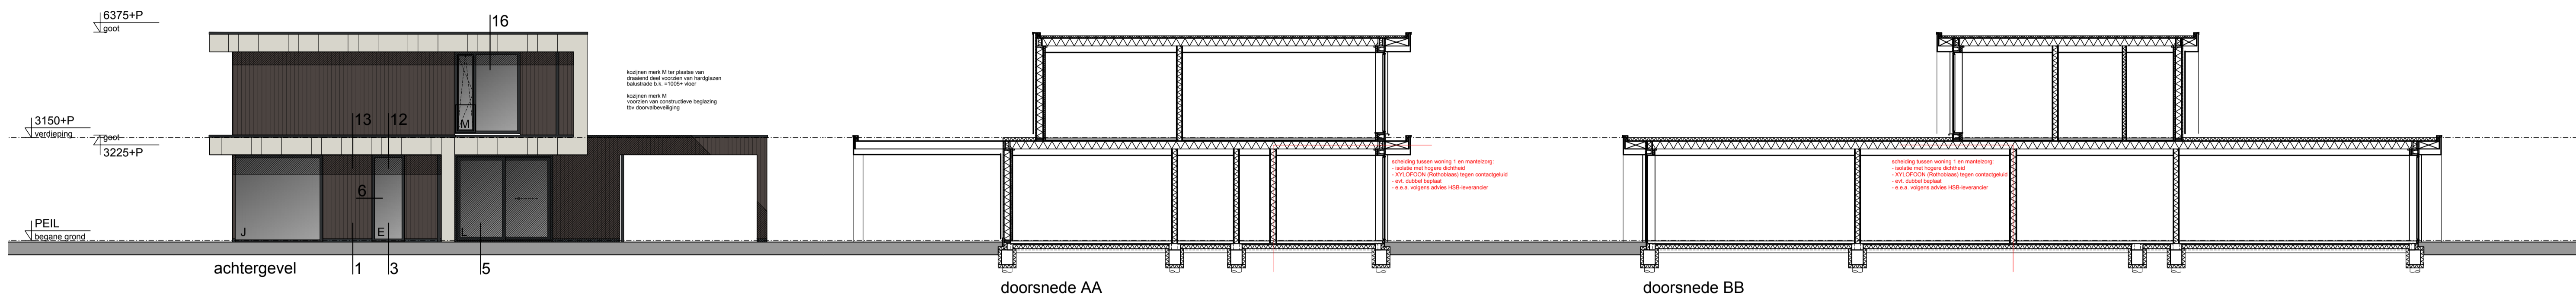 6375+P
goot
3150+P
verdieping
goot
3225+P
PEIL
begane grond
16
13
12
6
M
J
E
L
1
3
5
achtergevel
kozijnen merk M ter plaatse van
draaiend deel voorzien van hardglazen
balustrade b.k. =1005+ vloer
kozijnen merk M
voorzien van constructieve beglazing
tbv doorvalbeveiliging
scheiding tussen woning 1 en mantelzorg:
- isolatie met hogere dichtheid
- XYLOFOON (Rothoblaas) tegen contactgeluid
- evt. dubbel beplaat
- e.e.a. volgens advies HSB-leverancier
doorsnede AA
scheiding tussen woning 1 en mantelzorg:
- isolatie met hogere dichtheid
- XYLOFOON (Rothoblaas) tegen contactgeluid
- evt. dubbel beplaat
- e.e.a. volgens advies HSB-leverancier
doorsnede BB